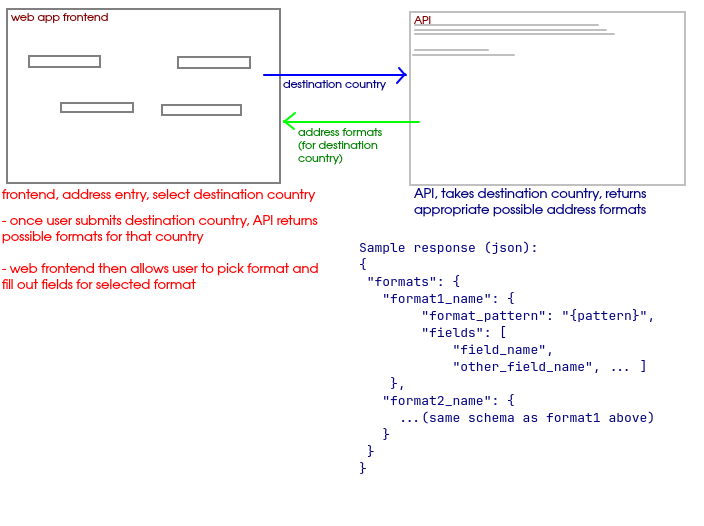 web app frontend
API
destination country
address formats
(for destination
country)
frontend, address entry, select destination country
- once user submits destination country, API returns
possible formats for that country
- web frontend then allows user to pick format and
fill out fields for selected format
API, takes destination country, returns
appropriate possible address formats
Sample response (json):
{
"formats": {
"format1_name": {
"format_pattern": "{pattern}",
"fields": [
"field_name",
"other_field_name", ... ]
},
"format2_name": {
...(same schema as format1 above)
}
}
}